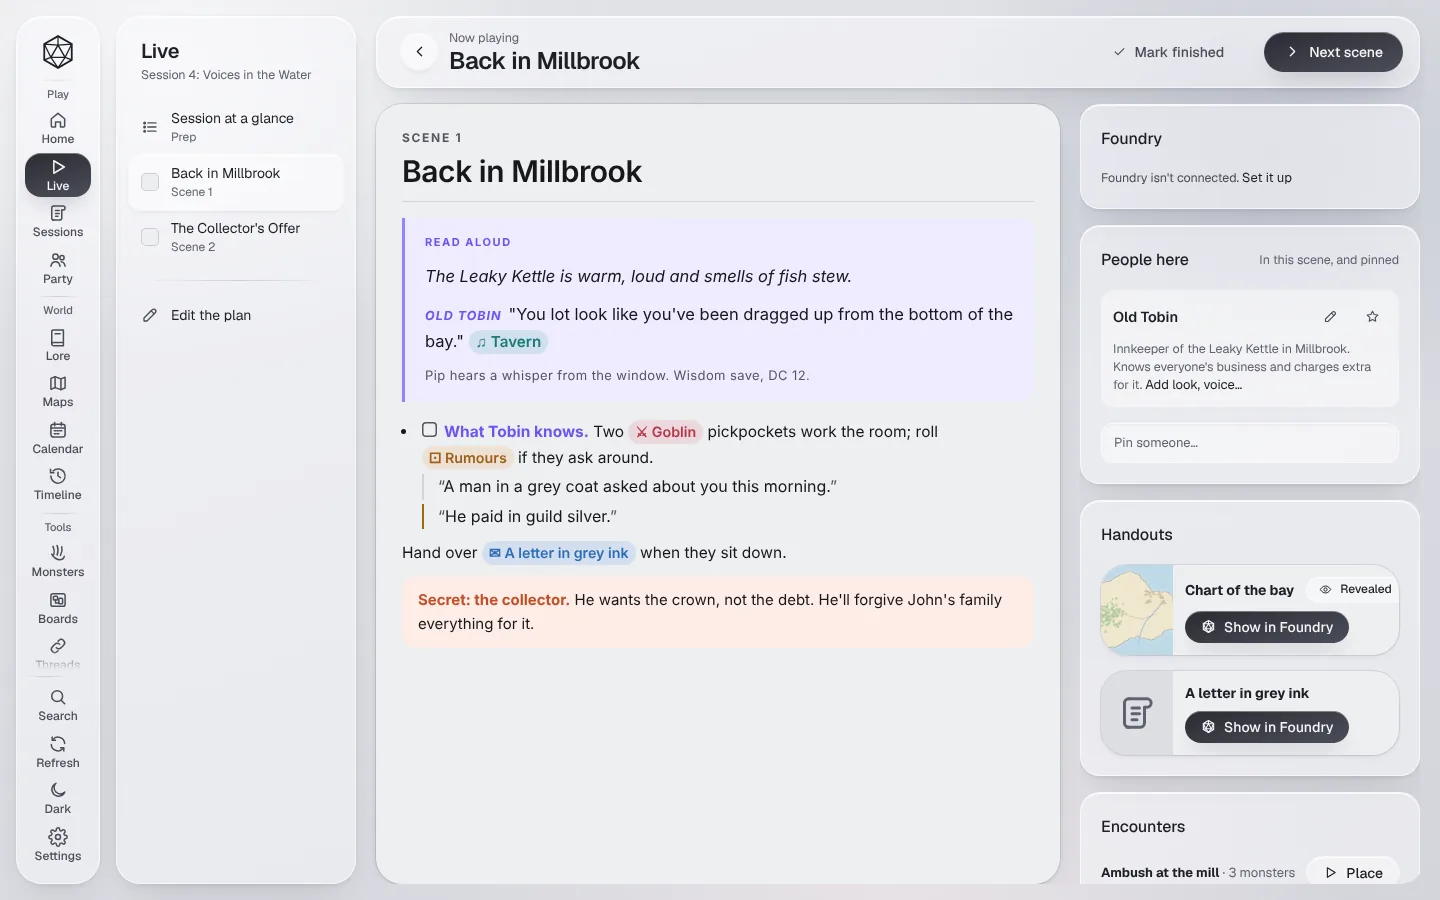 Play
Home
Live
Sessions
Party
World
Lore
Maps
Calendar
Timeline
Tools
Monsters
Boards
Threads
Search
Refresh
Dark
Settings
Live
Session 4: Voices in the Water
Session at a glance
Prep
Back in Millbrook
Scene 1
The Collector's Offer
Scene 2
Edit the plan
Now playing
Back in Millbrook
Mark finished
Next scene
SCENE 1
Back in Millbrook
READ ALOUD
The Leaky Kettle is warm, loud and smells of fish stew.
OLD TOBIN "You lot look like you've been dragged up from the bottom of the
bay." ♫ Tavern
Pip hears a whisper from the window. Wisdom save, DC 12.
What Tobin knows. Two ⚔ Goblin pickpockets work the room; roll
⚀ Rumours if they ask around.
“A man in a grey coat asked about you this morning.”
“He paid in guild silver.”
Hand over ✉ A letter in grey ink when they sit down.
Secret: the collector. He wants the crown, not the debt. He'll forgive John's family
everything for it.
Foundry
Foundry isn't connected. Set it up
People here
In this scene, and pinned
Old Tobin
Innkeeper of the Leaky Kettle in Millbrook.
Knows everyone's business and charges extra
for it. Add look, voice…
Pin someone…
Handouts
Chart of the bay
Revealed
Show in Foundry
A letter in grey ink
Show in Foundry
Encounters
Ambush at the mill · 3 monsters
Place